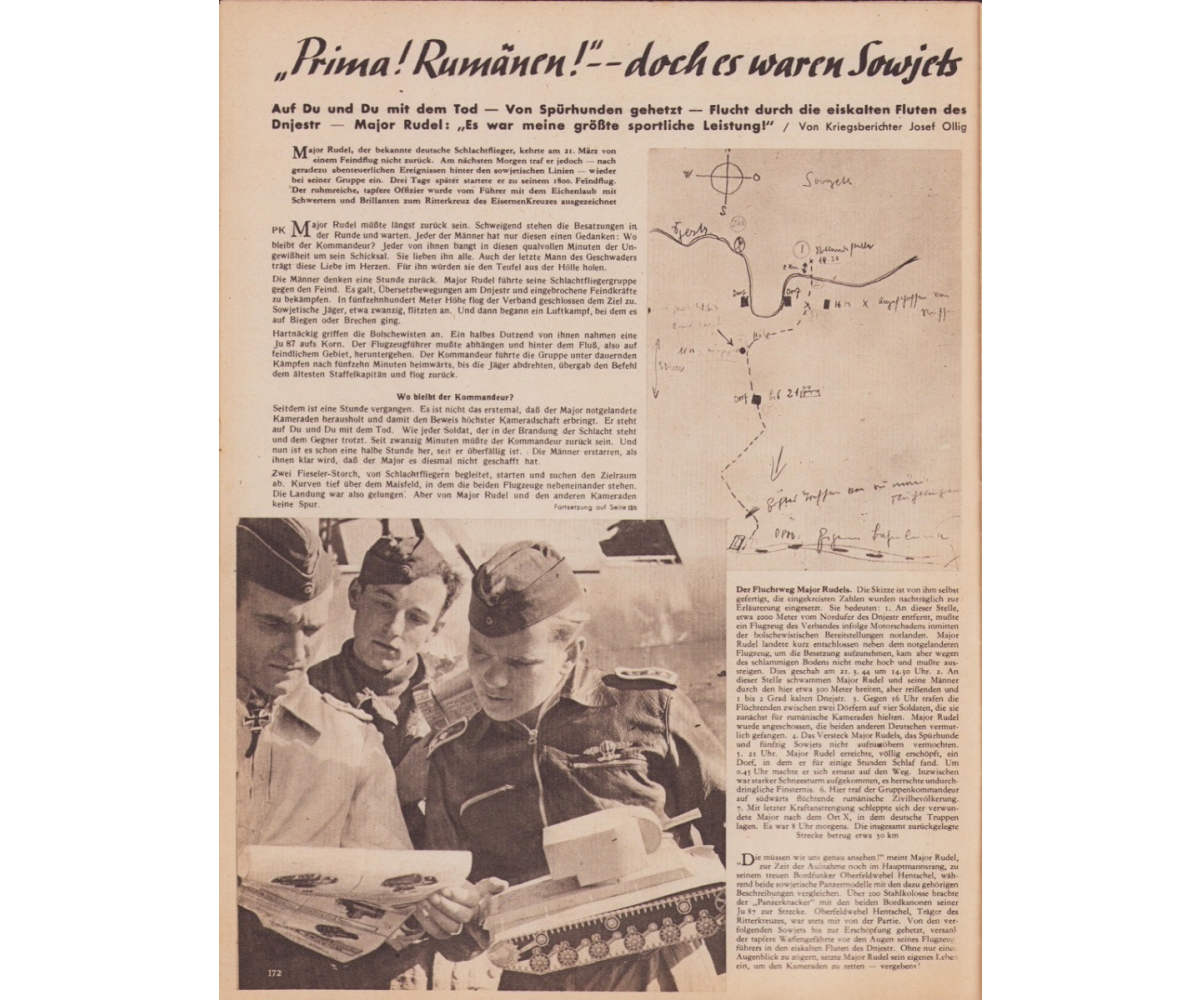 „Prima! Rumänen!"--doch es waren Sowjets
Auf Du und Du mit dem Tod — Von Spürhunden gehetzt — Flucht durch die eiskalten Fluten des
Dnjestr — Major Rudel: „Es war meine größte sportliche Leistung!" / Von Kriegsberichter Josef Ollig
Major Rudel, der bekannte deutsche Schlachtflieger, kehrte am 21. März von
einem Feindflug nicht zurück. Am nächsten Morgen traf er jedoch — nach
geradezu abenteuerlichen Ereignissen hinter den sowjetischen Linien — wieder
bei seiner Gruppe ein. Drei Tage später startete er zu seinem 1800. Feindflug.
Der ruhmreiche, tapfere Offizier wurde vom Führer mit dem Eichenlaub mit
Schwertern und Brillanten zum Ritterkreuz des EisernenKreuzes ausgezeichnet
PK Major Rudel müßte längst zurück sein. Schweigend stehen die Besatzungen in
der Runde und warten. Jeder der Männer hat nur diesen einen Gedanken: Wo
bleibt der Kommandeur? Jeder von ihnen bangt in diesen qualvollen Minuten der Un-
gewißheit um sein Schicksal. Sie lieben ihn alle. Auch der letzte Mann des Geschwaders
trägt diese Liebe im Herzen. Für ihn würden sie den Teufel aus der Hölle holen.
Die Männer denken eine Stunde zurück. Major Rudel führte seine Schlachtfliegergruppe
gegen den Feind. Es galt, Übersetzbewegungen am Dnjestr und eingebrochene Feindkräfte
zu bekämpfen. In fünfzehnhundert Meter Höhe flog der Verband geschlossen dem Ziel zu.
Sowjetische Jäger, etwa zwanzig, flitzten an. Und dann begann ein Luftkampf, bei dem es
auf Biegen oder Brechen ging.
Hartnäckig griffen die Bolschewisten an. Ein halbes Dutzend von ihnen nahmen eine
Ju 87 aufs Korn. Der Flugzeugführer mußte abhängen und hinter dem Fluß, also auf
feindlichem Gebiet, heruntergehen. Der Kommandeur führte die Gruppe unter dauernden
Kämpfen nach fünfzehn Minuten heimwärts, bis die Jäger abdrehten, übergab den Befehl
dem ältesten Staffelkapitän und flog zurück.
Wo bleibt der Kommandeur?
Seitdem ist eine Stunde vergangen. Es ist nicht das erstemal, daß der Major notgelandete
Kameraden herausholt und damit den Beweis höchster Kameradschaft erbringt. Er steht
auf Du und Du mit dem Tod. Wie jeder Soldat, der in der Brandung der Schlacht steht
und dem Gegner trotzt. Seit zwanzig Minuten müßte der Kommandeur zurück sein. Und
nun ist es schon eine halbe Stunde her, seit er überfällig ist. Die Männer erstarren, als
ihnen klar wird, daß der Major es diesmal nicht geschafft hat.
Zwei Fieseler-Storch, von Schlachtfliegern begleitet, starten und suchen den Zielraum
ab. Kurven tief über dem Maisfeld, in dem die beiden Flugzeuge nebeneinander stehen.
Die Landung war also gelungen. Aber von Major Rudel und den anderen Kameraden
keine Spur.
Fortsetzung auf Seite 186
W O
S
Sowjets
1
Dorf
Dorf
Dorf
Der Fluchtweg Major Rudels. Die Skizze ist von ihm selbst
gefertigt, die eingekreisten Zahlen wurden nachträglich zur
Erläuterung eingesetzt. Sie bedeuten: 1. An dieser Stelle,
etwa 2000 Meter vom Nordufer des Dnjestr entfernt, mußte
ein Flugzeug des Verbandes infolge Motorschadens inmitten
der bolschewistischen Bereitstellungen notlanden. Major
Rudel landete kurz entschlossen neben dem notgelandeten
Flugzeug, um die Besatzung aufzunehmen, kam aber wegen
des schlammigen Bodens nicht mehr hoch und mußte aus-
steigen. Dies geschah am 21. 3. 44 um 14.30 Uhr. 2. An
dieser Stelle schwammen Major Rudel und seine Männer
durch den hier etwa 300 Meter breiten, aber reißenden und
1 bis 2 Grad kalten Dnjestr. 3. Gegen 16 Uhr trafen die
Flüchtenden zwischen zwei Dörfern auf vier Soldaten, die sie
zunächst für rumänische Kameraden hielten. Major Rudel
wurde angeschossen, die beiden anderen Deutschen vermut-
lich gefangen. 4. Das Versteck Major Rudels, das Spürhunde
und fünfzig Sowjets nicht aufzustöbern vermochten.
5. 21 Uhr. Major Rudel erreichte, völlig erschöpft, ein
Dorf, in dem er für einige Stunden Schlaf fand. Um
0.45 Uhr machte er sich erneut auf den Weg. Inzwischen
war starker Schneesturm aufgekommen, es herrschte undurch-
dringliche Finsternis. 6. Hier traf der Gruppenkommandeur
auf südwärts flüchtende rumänische Zivilbevölkerung.
7. Mit letzter Kraftanstrengung schleppte sich der verwun-
dete Major nach dem Ort X, in dem deutsche Truppen
lagen. Es war 8 Uhr morgens. Die insgesamt zurückgelegte
Strecke betrug etwa 50 km
„Die müssen wir uns genau ansehen!" meint Major Rudel,
zur Zeit der Aufnahme noch im Hauptmannsrang, zu
seinem treuen Bordfunker Oberfeldwebel Hentschel, wäh-
rend beide sowjetische Panzermodelle mit den dazu gehörigen
Beschreibungen vergleichen. Über 200 Stahlkolosse brachte
der „Panzerknacker" mit den beiden Bordkanonen seiner
Ju 87 zur Strecke. Oberfeldwebel Hentschel, Träger des
Ritterkreuzes, war stets mit von der Partie. Von den ver-
folgenden Sowjets bis zur Erschöpfung gehetzt, versank
der tapfere Waffengefährte vor den Augen seines Flugzeug-
führers in den eiskalten Fluten des Dnjestr. Ohne nur einen
Augenblick zu zögern, setzte Major Rudel sein eigenes Leben
ein, um den Kameraden zu retten — vergebens!
172